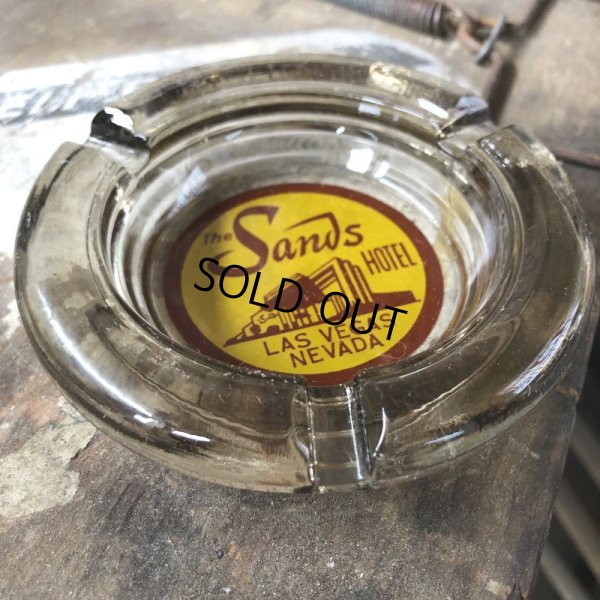 The
Sands
HOTEL
SOLD OUT
LAS VEGAS
NEVADA